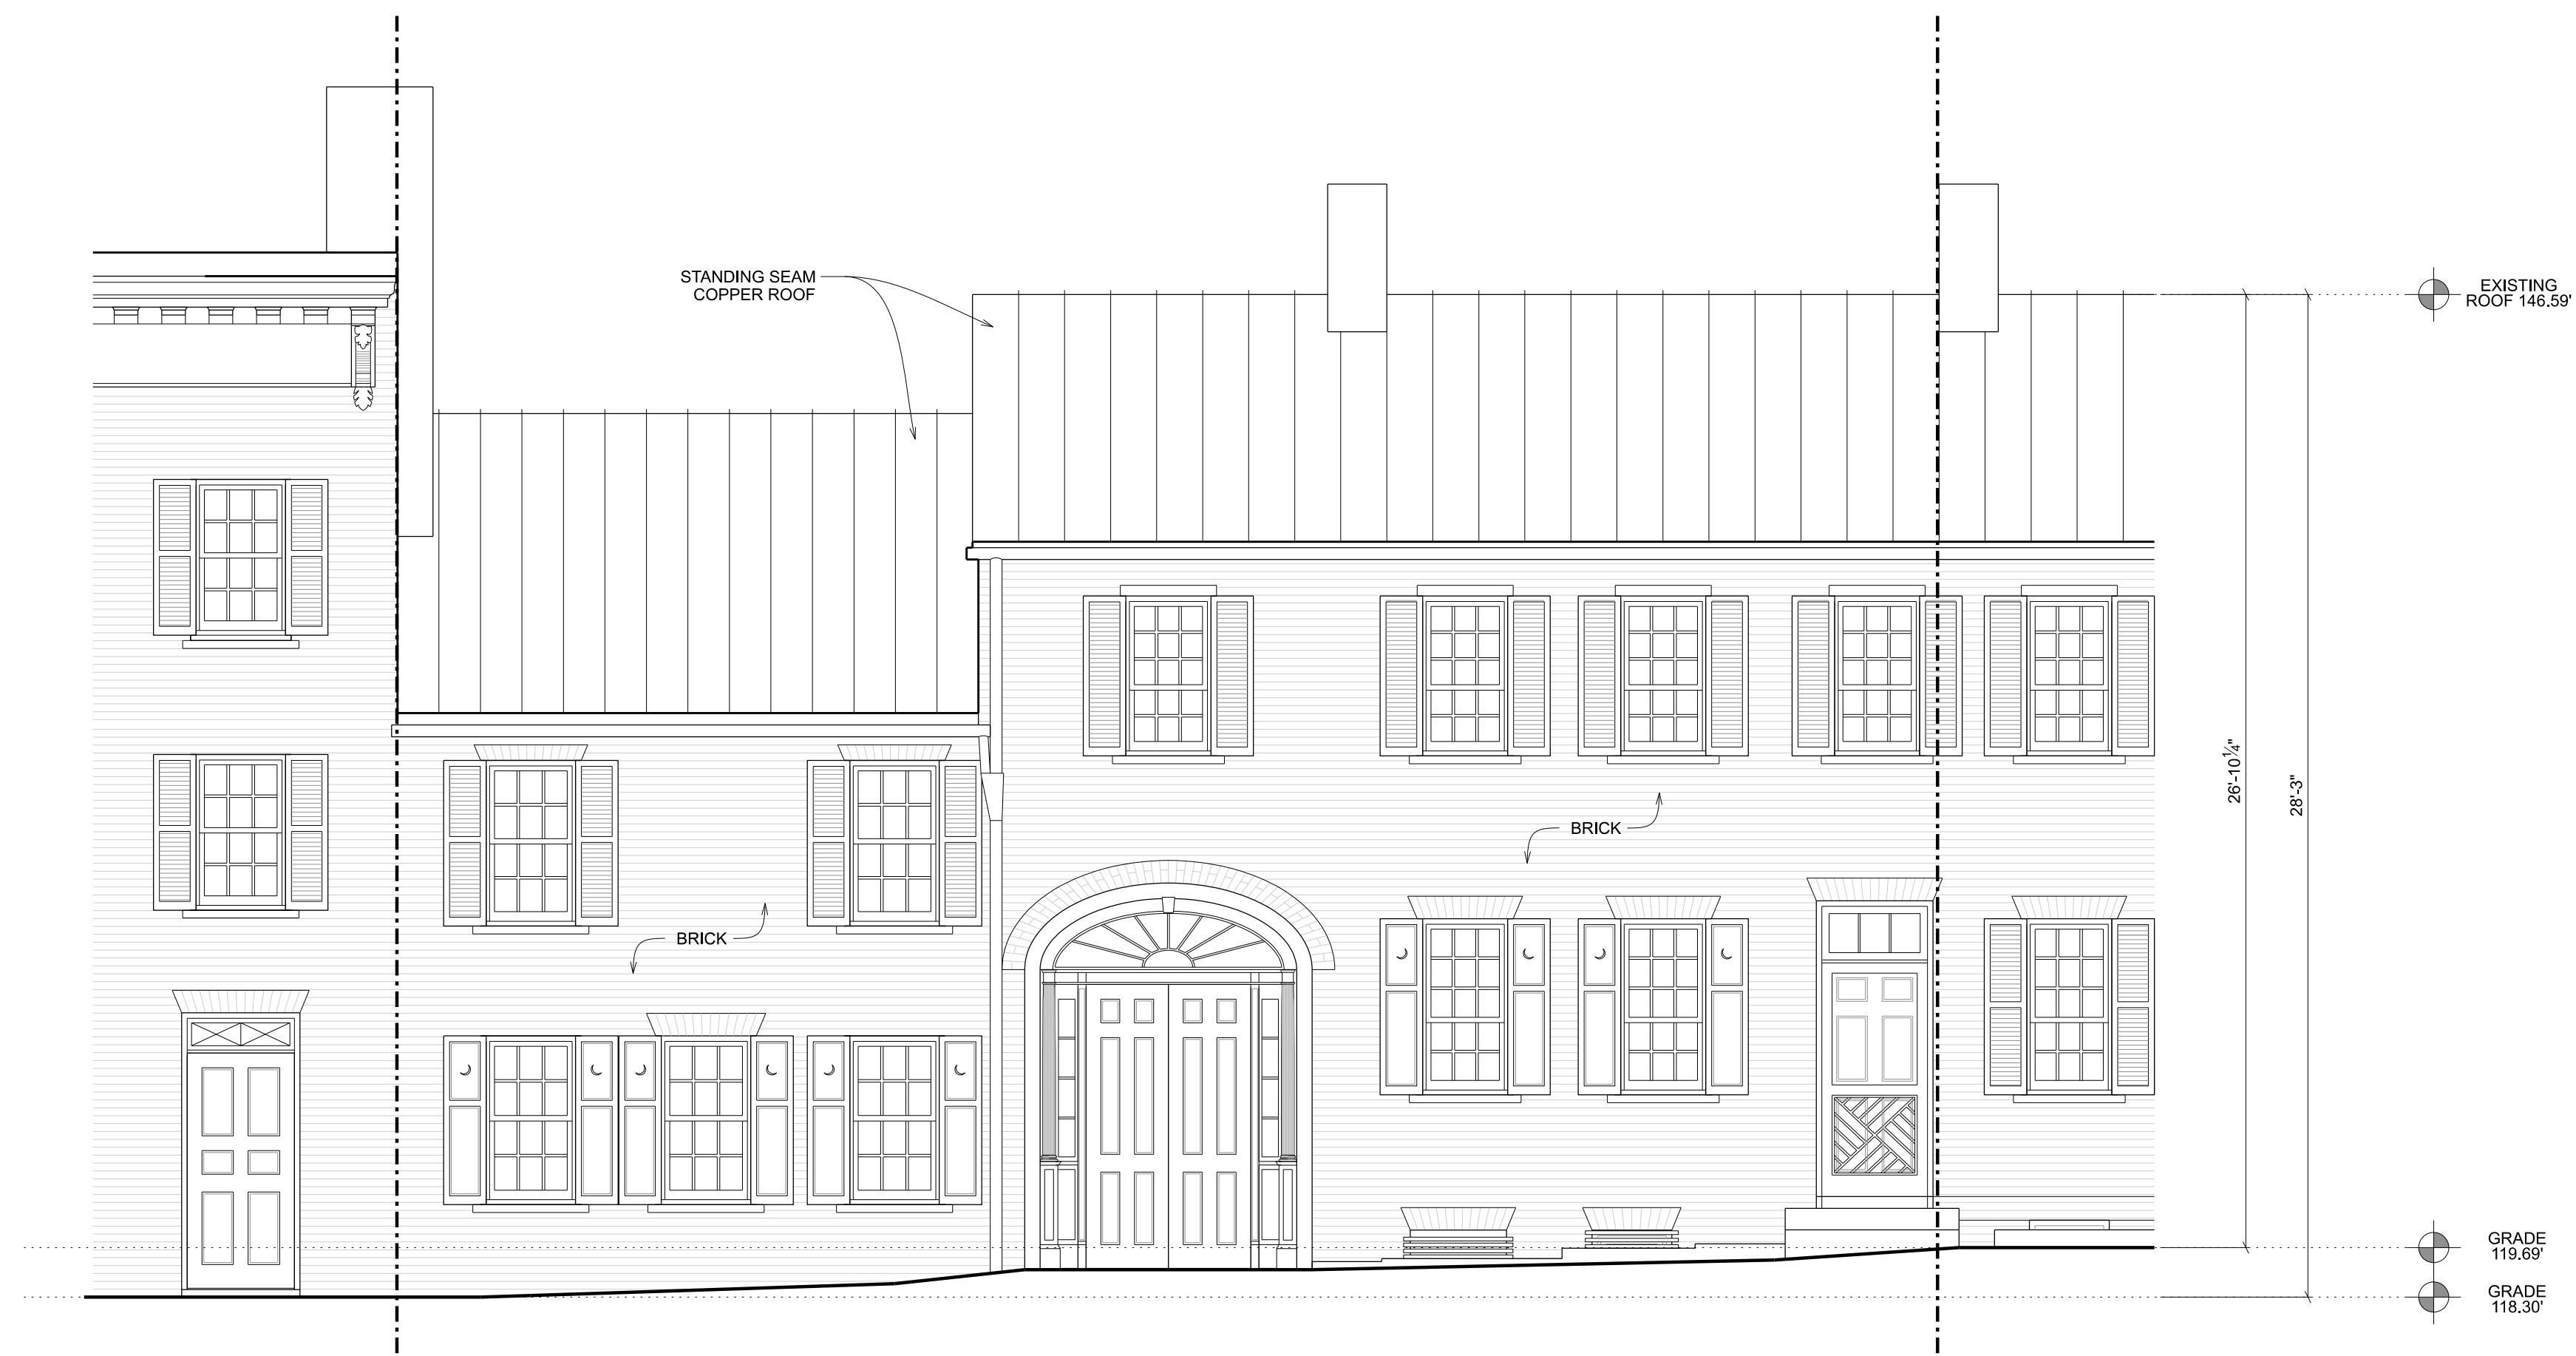 STANDING SEAM
COPPER ROOF
EXISTING
ROOF 146.59'
26'-10¼"
28'-3"
BRICK
BRICK
GRADE
119.69'
GRADE
118.30'